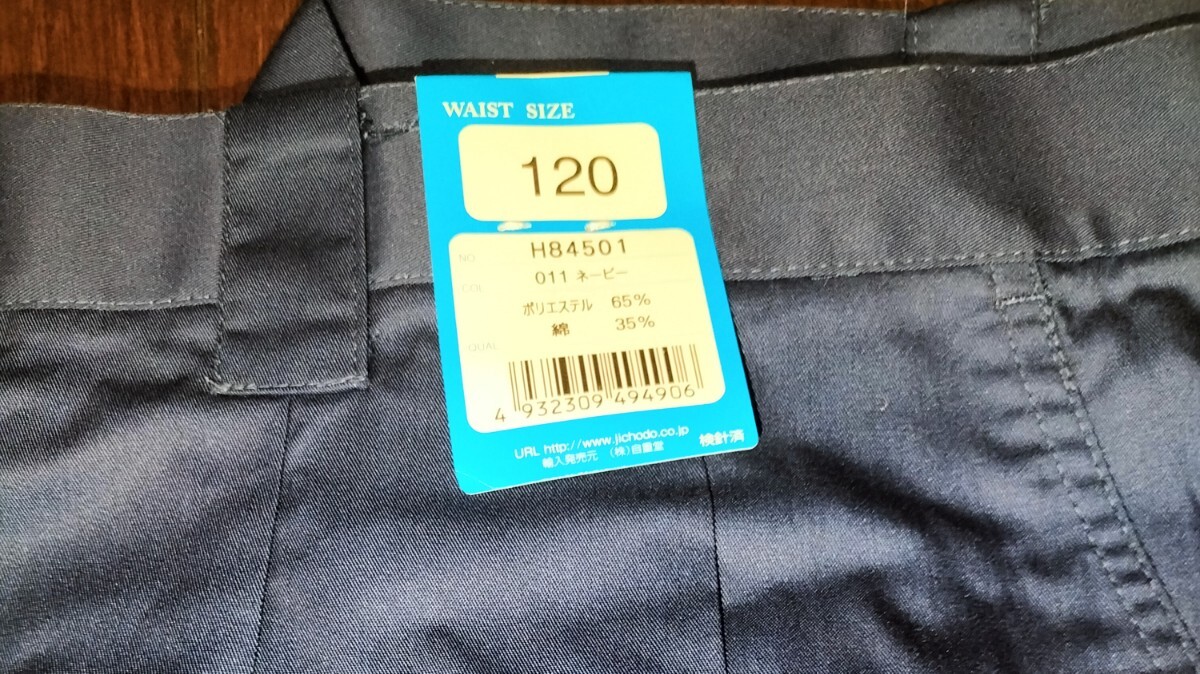 WAIST SIZE
120
NO. H84501
COL 011 ネービー
ポリエステル 65%
綿 35%
QUAL
4 932309 494906
URL http://www.jichodo.co.jp
輸入発売元 (株)自重堂
検針済